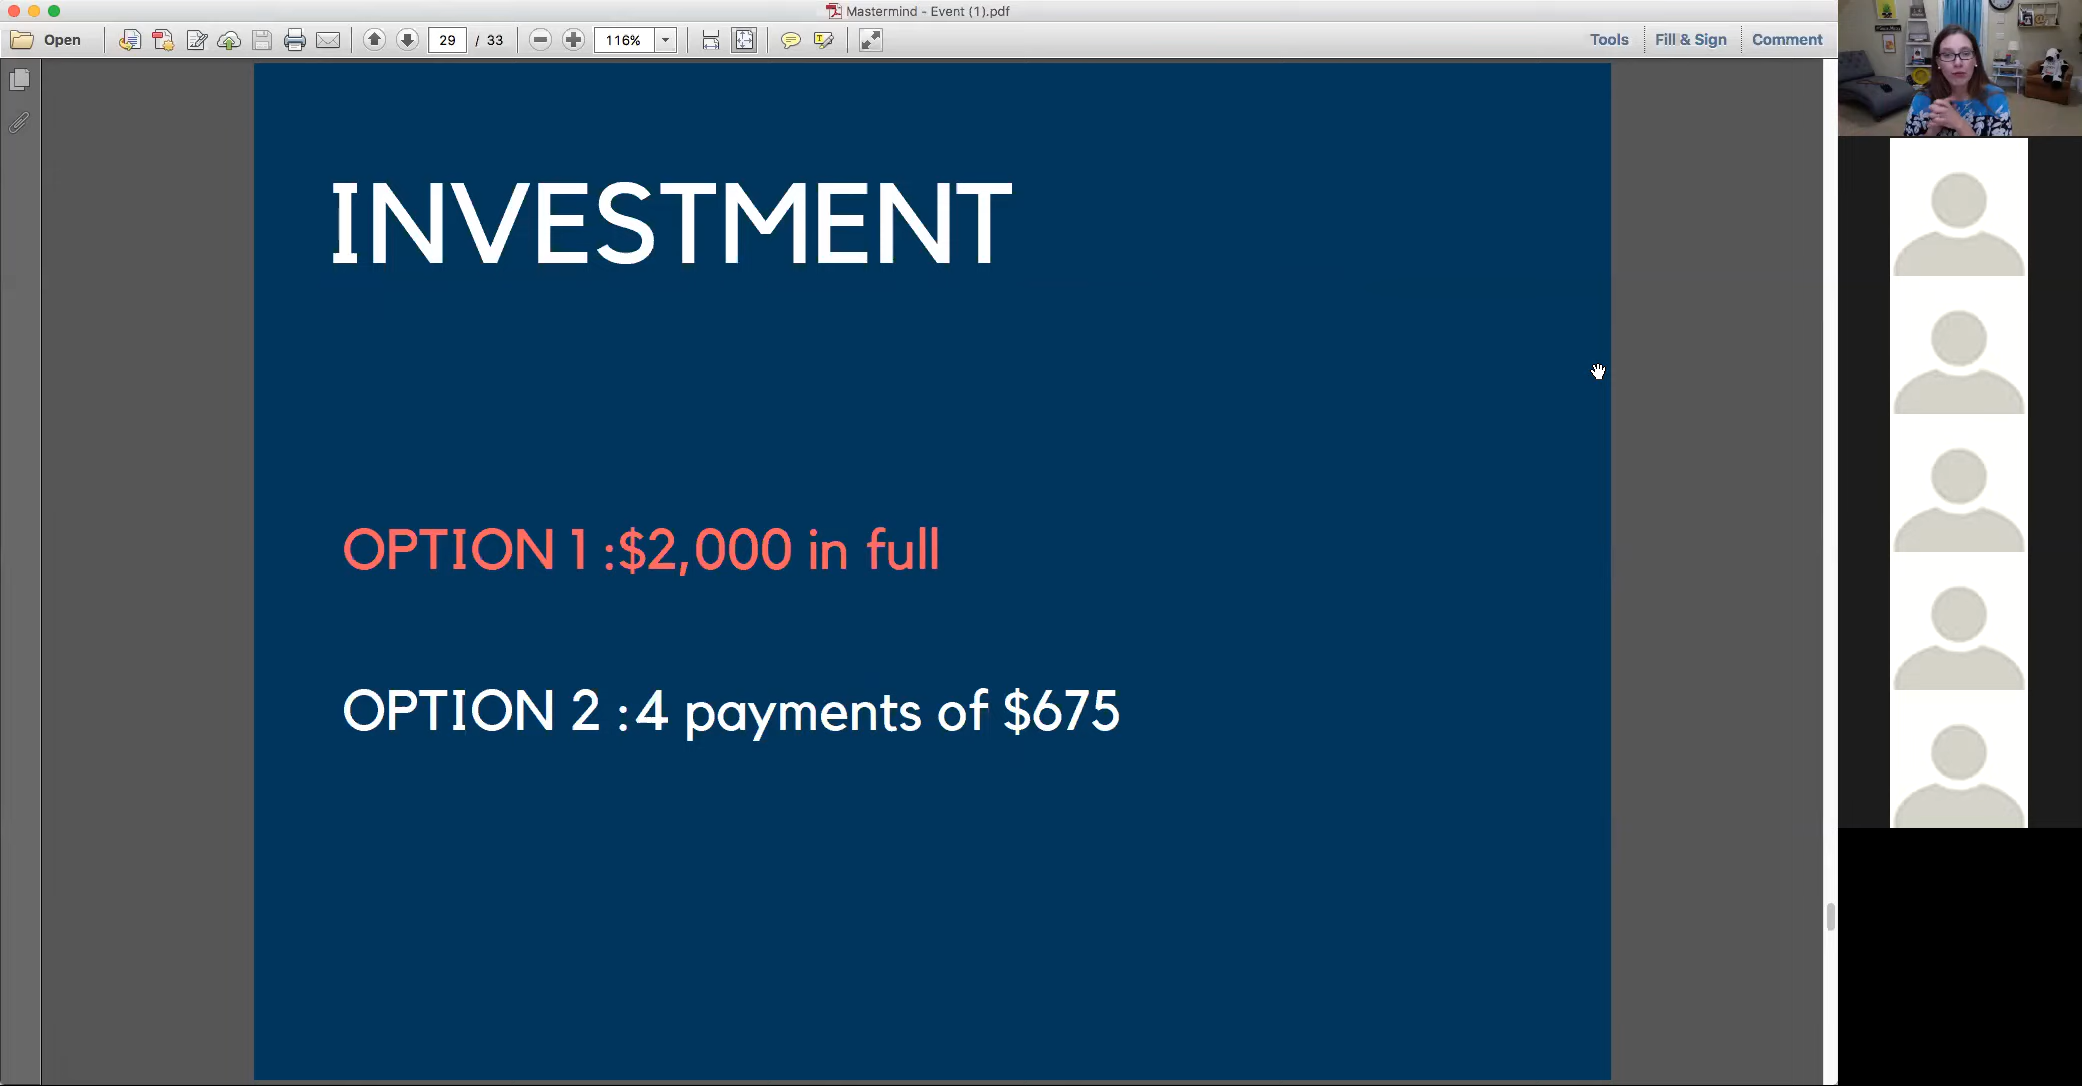 Mastermind - Event (1).pdf
Open
29 / 33
116%
Tools
Fill & Sign
Comment
INVESTMENT
OPTION 1 :$2,000 in full
OPTION 2 :4 payments of $675